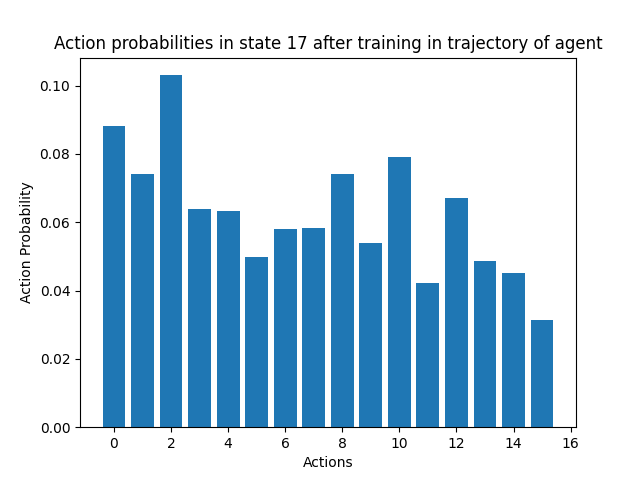 Action probabilities in state 17 after training in trajectory of agent
0.10
0.08
0.06
0.04
0.02
0.00
Action Probability
0 2 4 6 8 10 12 14 16
Actions